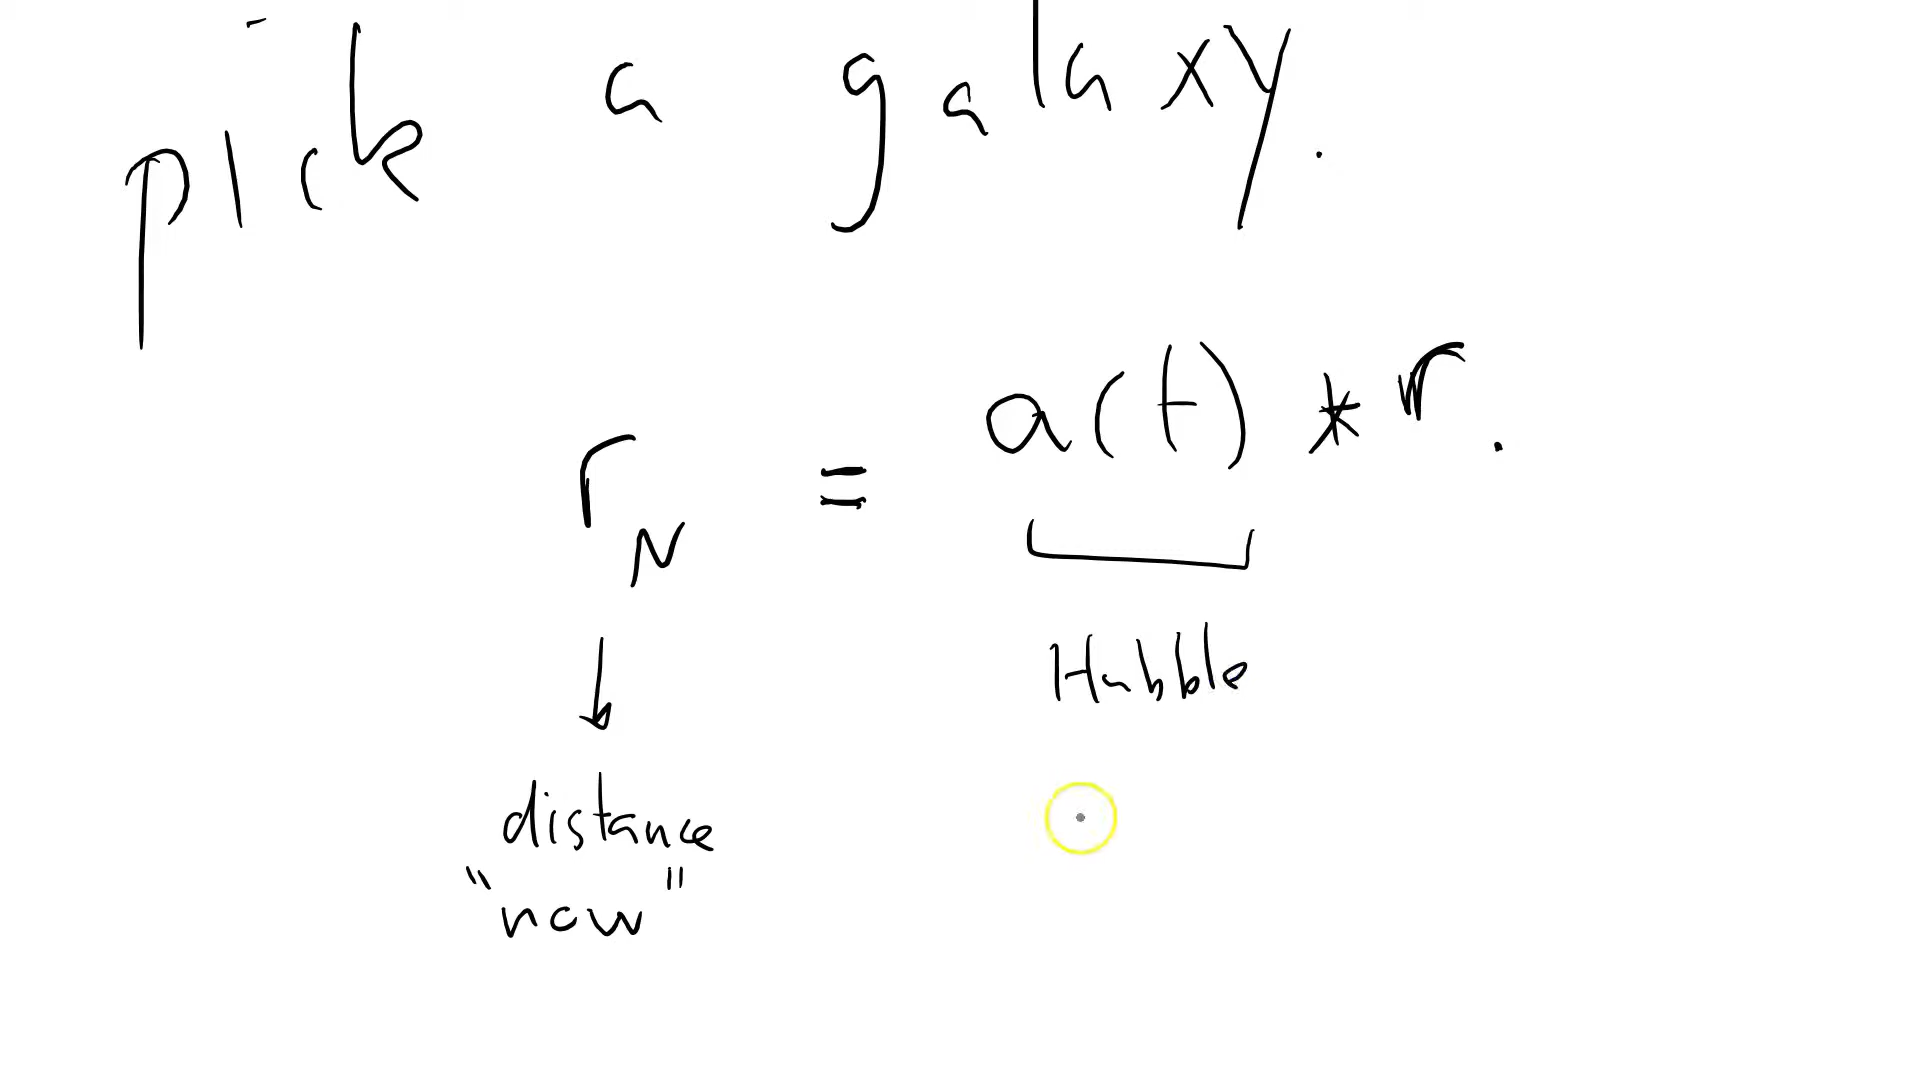 pick a galaxy.
r_N = a(t) * r.
Hubble
distance
"now"